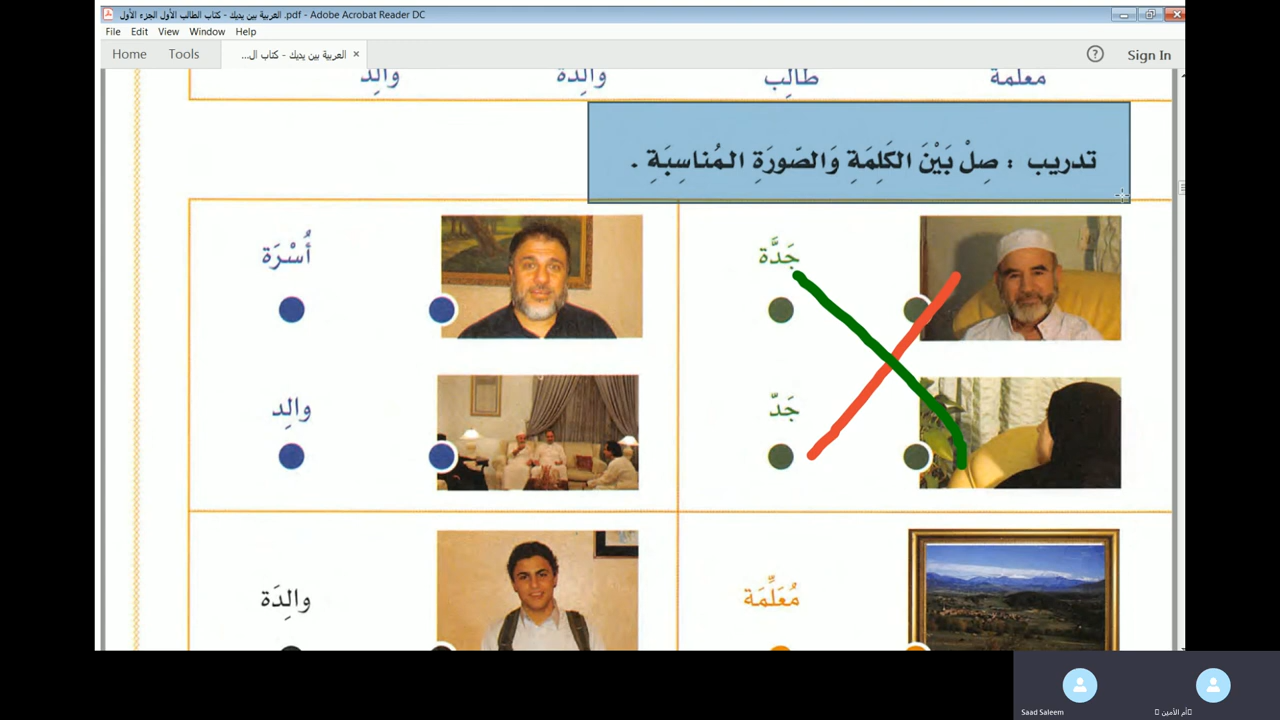 العربية بين يديك - كتاب الطالب الأول الجزء الأول.pdf - Adobe Acrobat Reader DC
File Edit View Window Help
Home Tools العربية بين يديك - كتاب ال... × ? Sign In
معلمة طالِب والِدة والِد
تدريب : صِلْ بَيْنَ الكَلِمَةِ وَالصّورَةِ المُناسِبَةِ .
جَدَّة أُسْرَة
جَدّ والِد
مُعَلِّمَة والِدَة
Saad Saleem أم الأمين